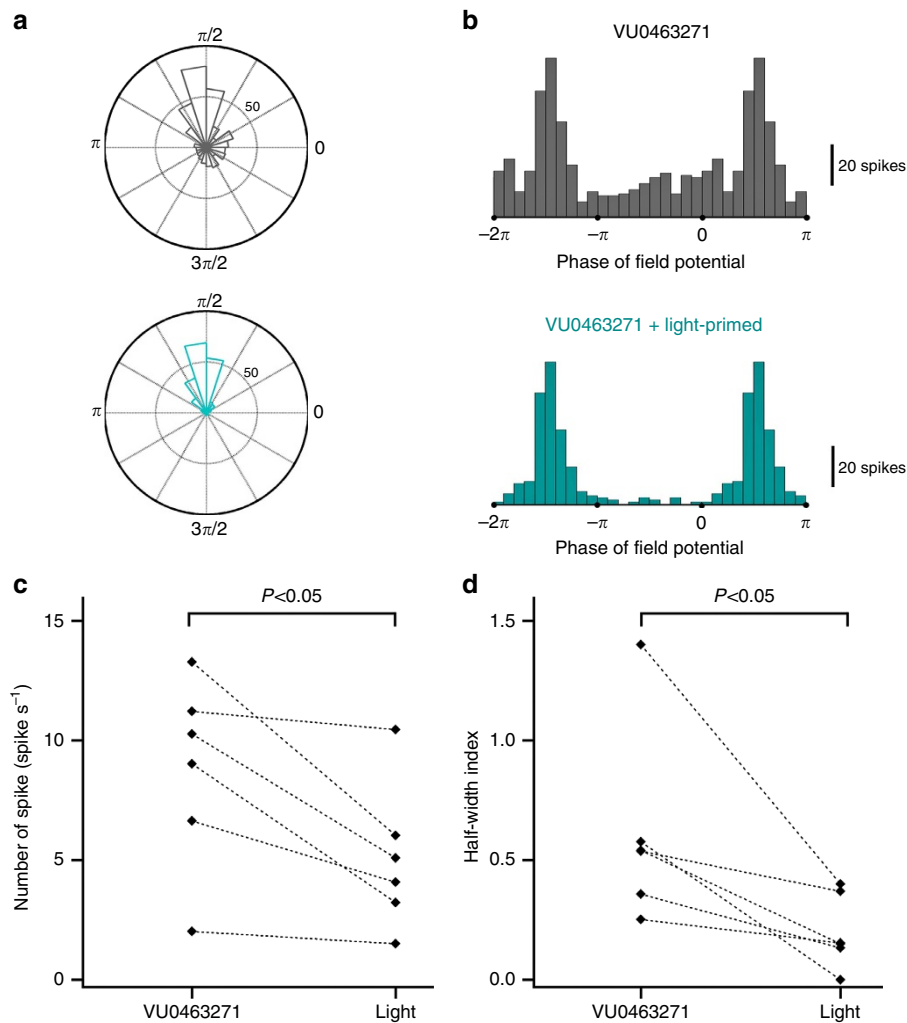 a
π/2
50
π
0
3π/2
π/2
50
π
0
3π/2
b
VU0463271
20 spikes
−2π −π 0 π
Phase of field potential
VU0463271 + light-primed
20 spikes
−2π −π 0 π
Phase of field potential
c
P<0.05
15
10
5
0
Number of spike (spike s⁻¹)
VU0463271 Light
d
P<0.05
1.5
1.0
0.5
0.0
Half-width index
VU0463271 Light